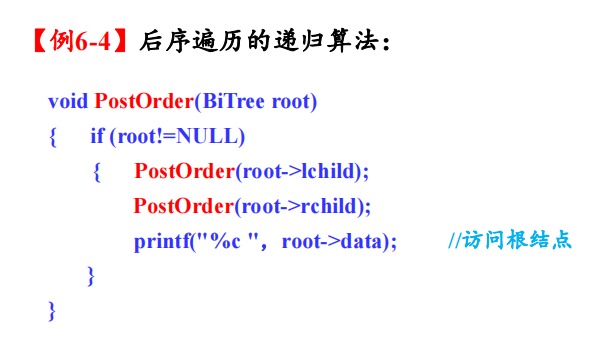 【例6-4】后序遍历的递归算法：
void PostOrder(BiTree root)
{ if (root!=NULL)
{ PostOrder(root->lchild);
PostOrder(root->rchild);
printf("%c "，root->data); //访问根结点
}
}